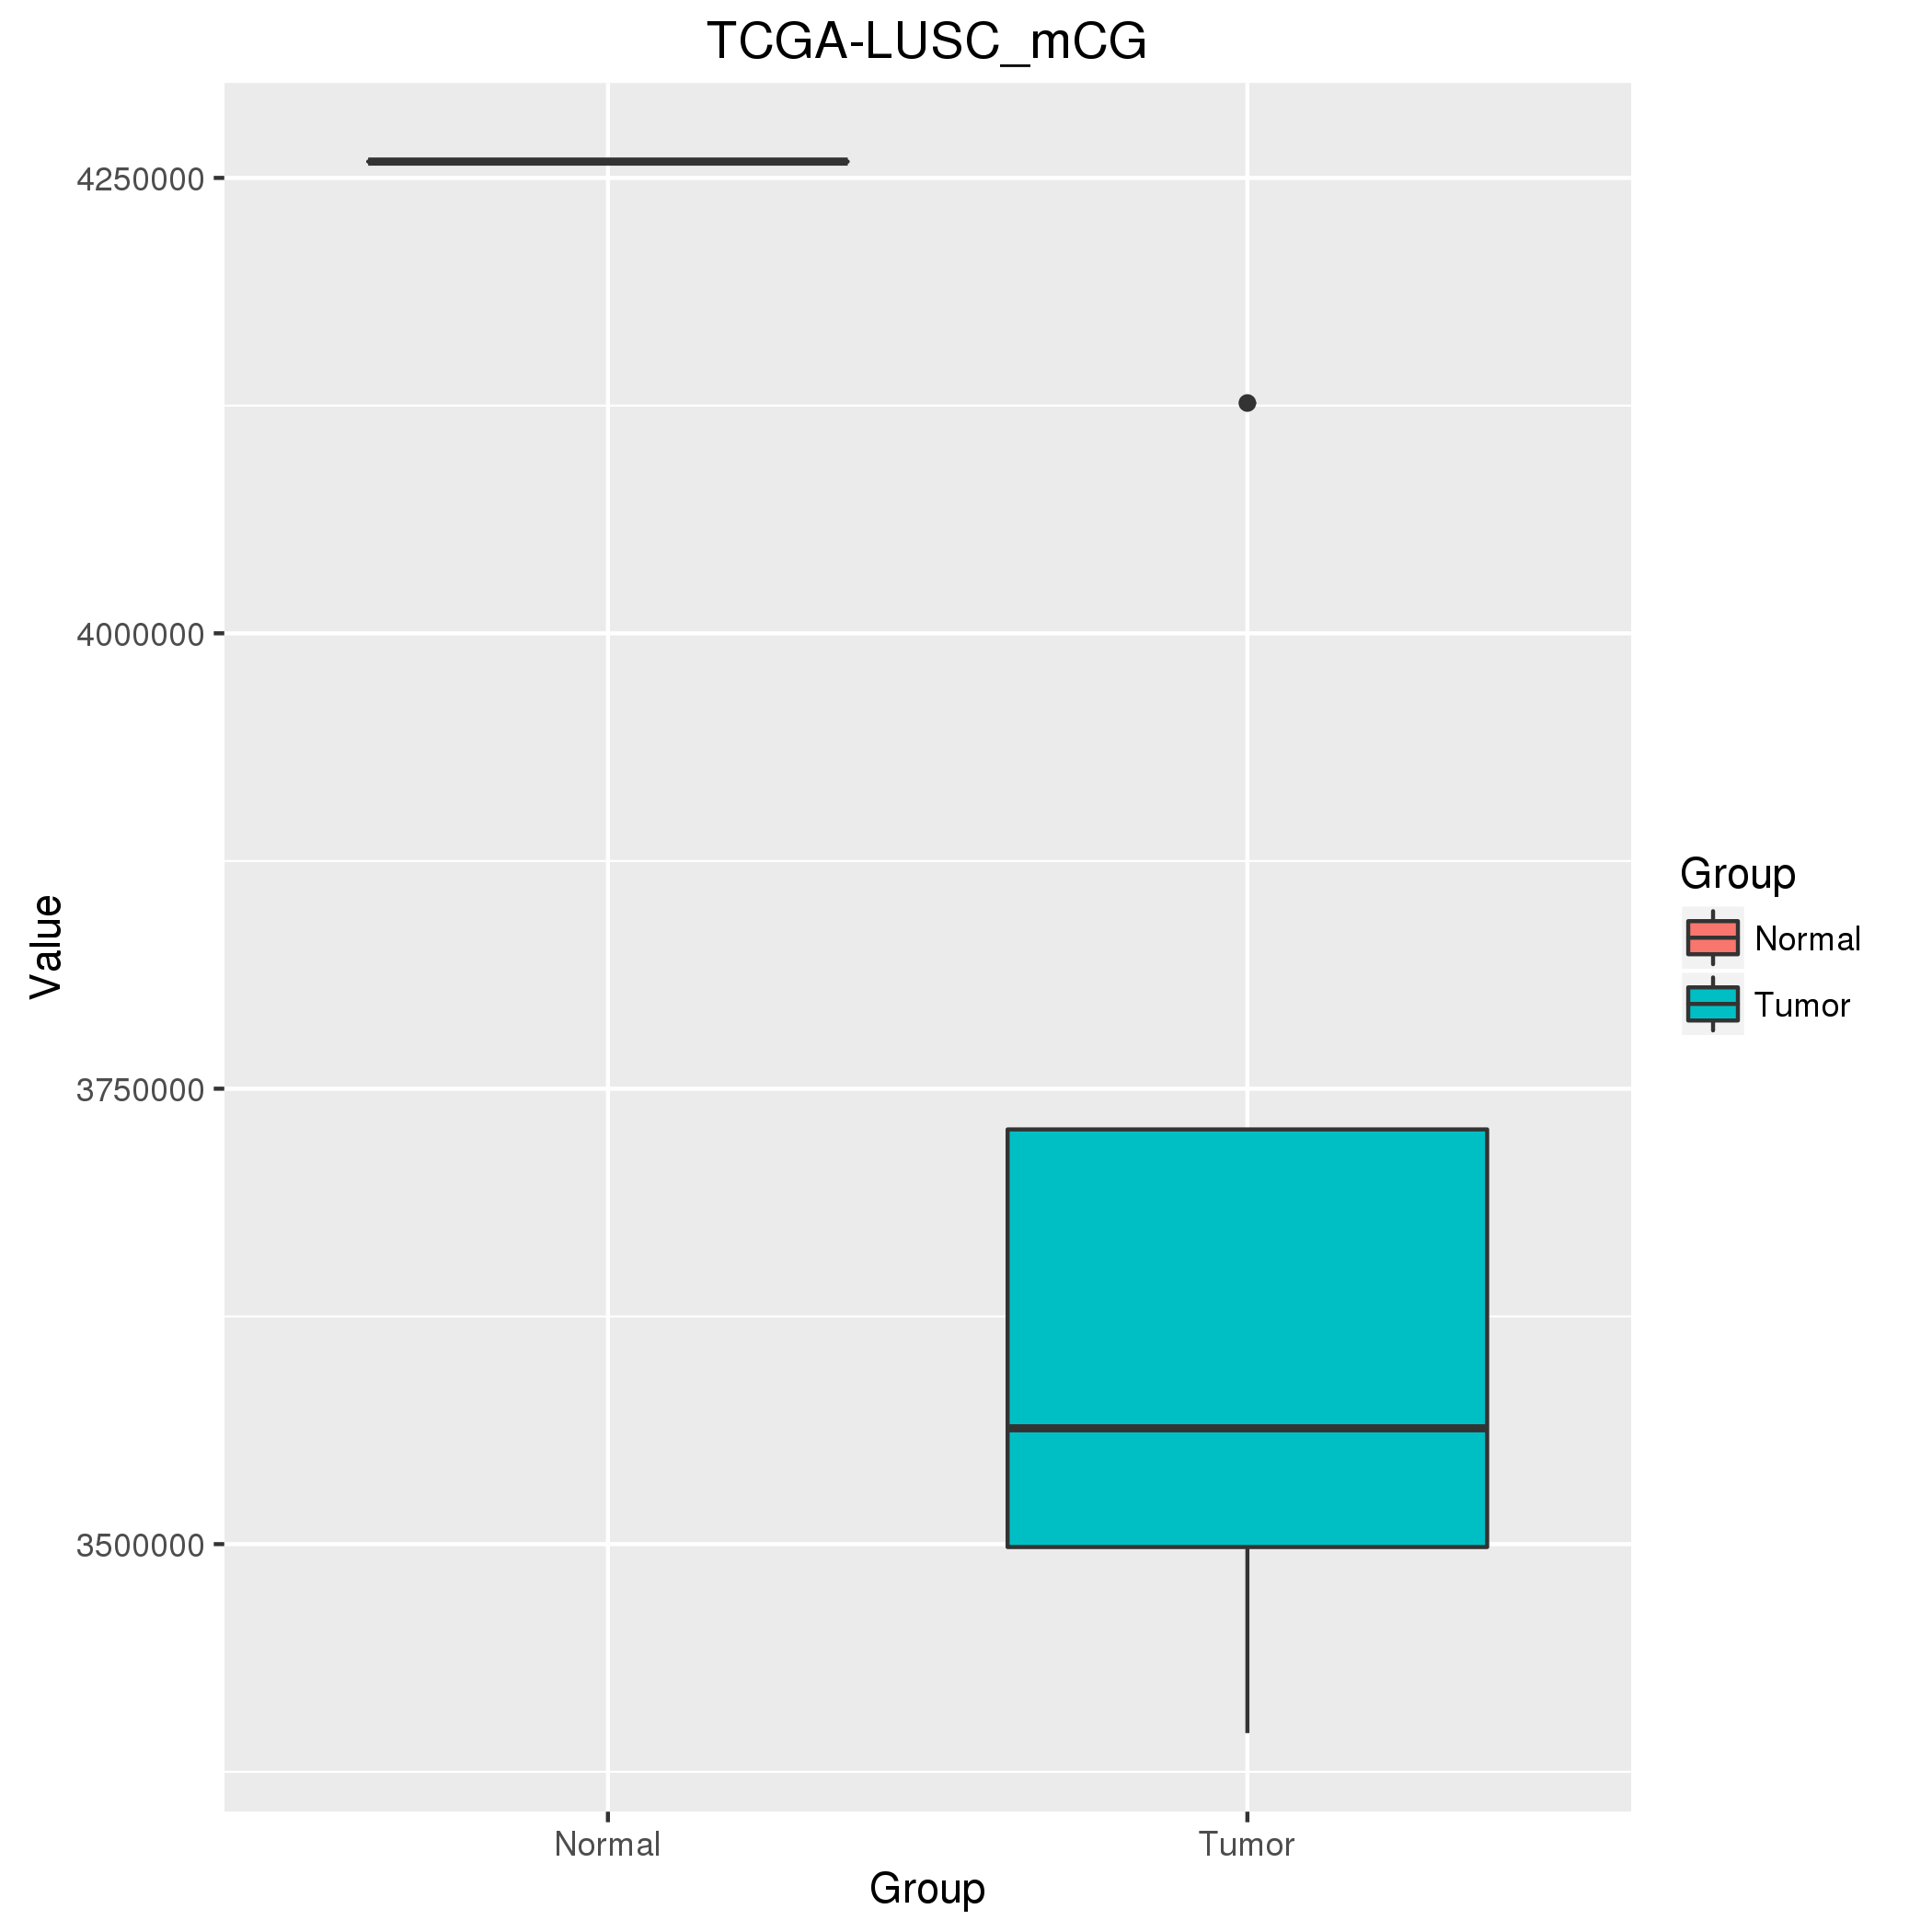 TCGA-LUSC_mCG
Value
4250000
4000000
3750000
3500000
Normal
Tumor
Group
Group
Normal
Tumor